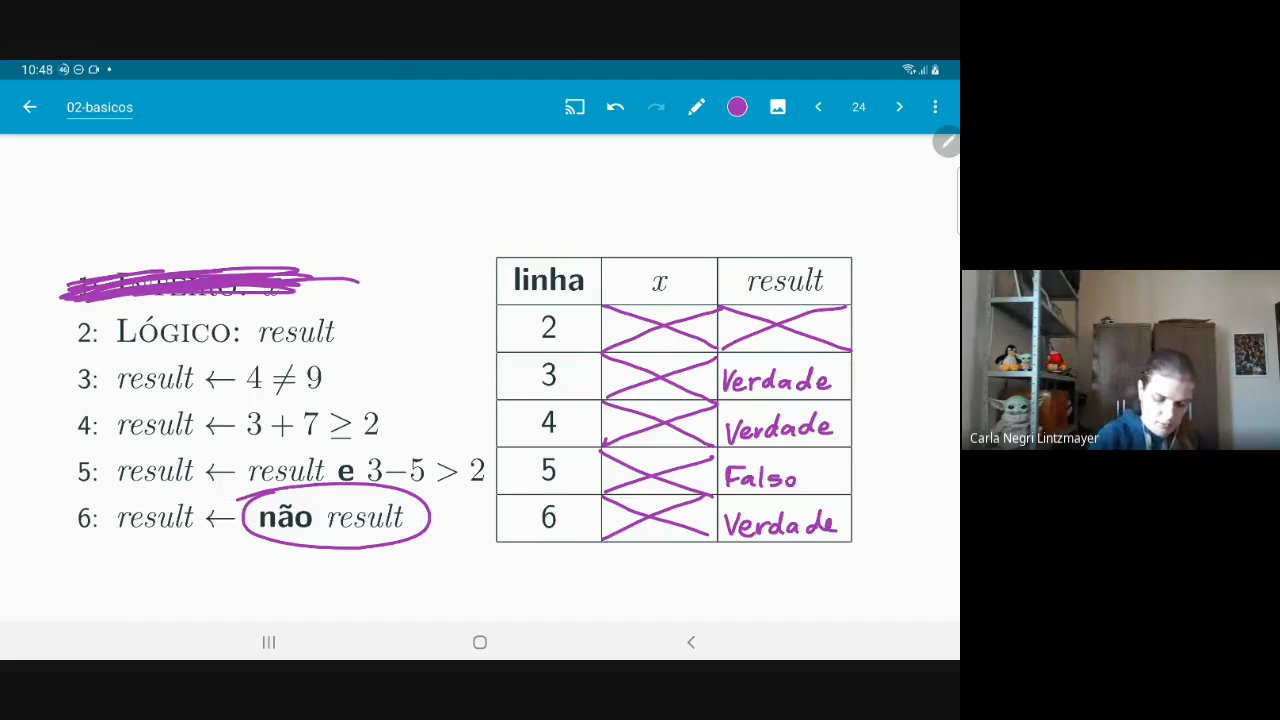 10:48
02-basicos
24
2: LÓGICO: result
3: result ← 4 ≠ 9
4: result ← 3 + 7 ≥ 2
5: result ← result e 3−5 > 2
6: result ← não result
linha x result
2
3 Verdade
4 Verdade
5 Falso
6 Verdade
Carla Negri Lintzmayer